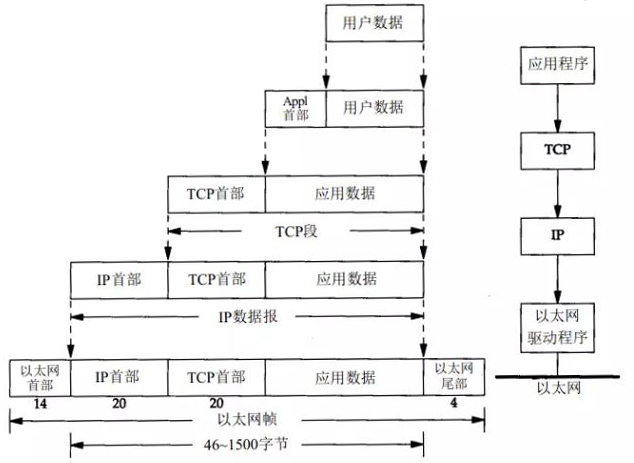 用户数据
应用程序
Appl
首部
用户数据
TCP
TCP首部
应用数据
TCP段
IP
IP首部
TCP首部
应用数据
IP数据报
以太网
驱动程序
以太网
首部
IP首部
TCP首部
应用数据
以太网
尾部
以太网
14
20
20
4
以太网帧
46~1500字节